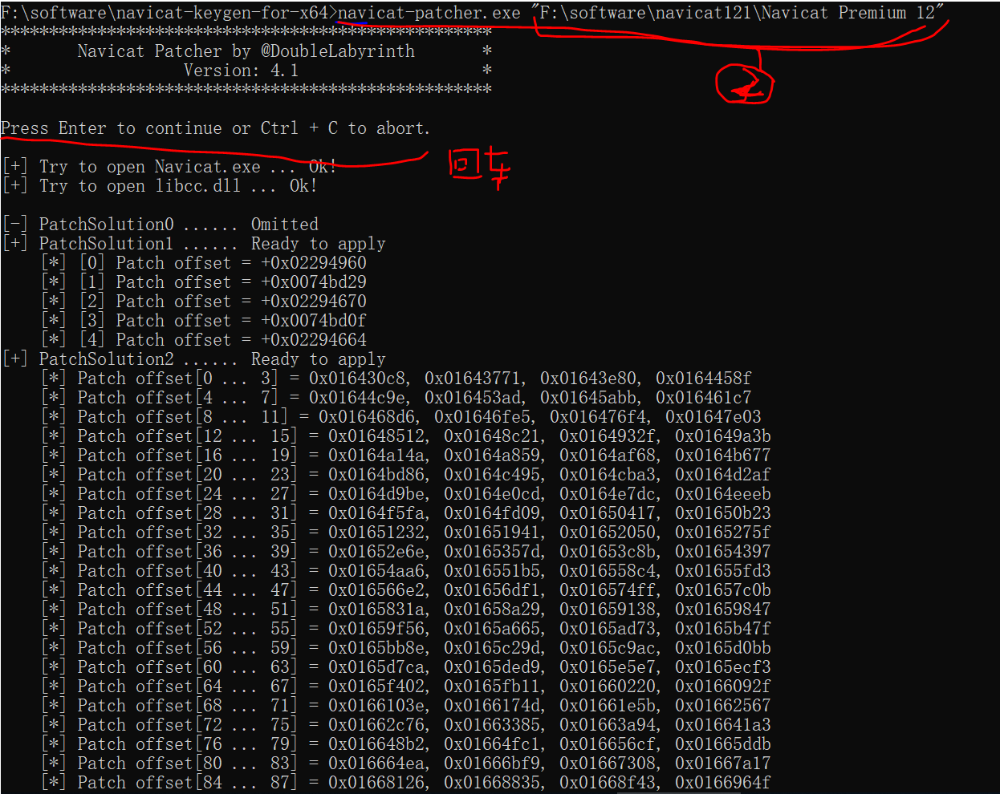 F:\software\navicat-keygen-for-x64>navicat-patcher.exe "F:\software\navicat121\Navicat Premium 12"
***************************************************
*       Navicat Patcher by @DoubleLabyrinth       *
*                  Version: 4.1                   *
***************************************************
2
Press Enter to continue or Ctrl + C to abort.
回车
[+] Try to open Navicat.exe ... Ok!
[+] Try to open libcc.dll ... Ok!
[-] PatchSolution0 ...... Omitted
[+] PatchSolution1 ...... Ready to apply
[*] [0] Patch offset = +0x02294960
[*] [1] Patch offset = +0x0074bd29
[*] [2] Patch offset = +0x02294670
[*] [3] Patch offset = +0x0074bd0f
[*] [4] Patch offset = +0x02294664
[+] PatchSolution2 ...... Ready to apply
[*] Patch offset[0 ... 3] = 0x016430c8, 0x01643771, 0x01643e80, 0x0164458f
[*] Patch offset[4 ... 7] = 0x01644c9e, 0x016453ad, 0x01645abb, 0x016461c7
[*] Patch offset[8 ... 11] = 0x016468d6, 0x01646fe5, 0x016476f4, 0x01647e03
[*] Patch offset[12 ... 15] = 0x01648512, 0x01648c21, 0x0164932f, 0x01649a3b
[*] Patch offset[16 ... 19] = 0x0164a14a, 0x0164a859, 0x0164af68, 0x0164b677
[*] Patch offset[20 ... 23] = 0x0164bd86, 0x0164c495, 0x0164cba3, 0x0164d2af
[*] Patch offset[24 ... 27] = 0x0164d9be, 0x0164e0cd, 0x0164e7dc, 0x0164eeeb
[*] Patch offset[28 ... 31] = 0x0164f5fa, 0x0164fd09, 0x01650417, 0x01650b23
[*] Patch offset[32 ... 35] = 0x01651232, 0x01651941, 0x01652050, 0x0165275f
[*] Patch offset[36 ... 39] = 0x01652e6e, 0x0165357d, 0x01653c8b, 0x01654397
[*] Patch offset[40 ... 43] = 0x01654aa6, 0x016551b5, 0x016558c4, 0x01655fd3
[*] Patch offset[44 ... 47] = 0x016566e2, 0x01656df1, 0x016574ff, 0x01657c0b
[*] Patch offset[48 ... 51] = 0x0165831a, 0x01658a29, 0x01659138, 0x01659847
[*] Patch offset[52 ... 55] = 0x01659f56, 0x0165a665, 0x0165ad73, 0x0165b47f
[*] Patch offset[56 ... 59] = 0x0165bb8e, 0x0165c29d, 0x0165c9ac, 0x0165d0bb
[*] Patch offset[60 ... 63] = 0x0165d7ca, 0x0165ded9, 0x0165e5e7, 0x0165ecf3
[*] Patch offset[64 ... 67] = 0x0165f402, 0x0165fb11, 0x01660220, 0x0166092f
[*] Patch offset[68 ... 71] = 0x0166103e, 0x0166174d, 0x01661e5b, 0x01662567
[*] Patch offset[72 ... 75] = 0x01662c76, 0x01663385, 0x01663a94, 0x016641a3
[*] Patch offset[76 ... 79] = 0x016648b2, 0x01664fc1, 0x016656cf, 0x01665ddb
[*] Patch offset[80 ... 83] = 0x016664ea, 0x01666bf9, 0x01667308, 0x01667a17
[*] Patch offset[84 ... 87] = 0x01668126, 0x01668835, 0x01668f43, 0x0166964f